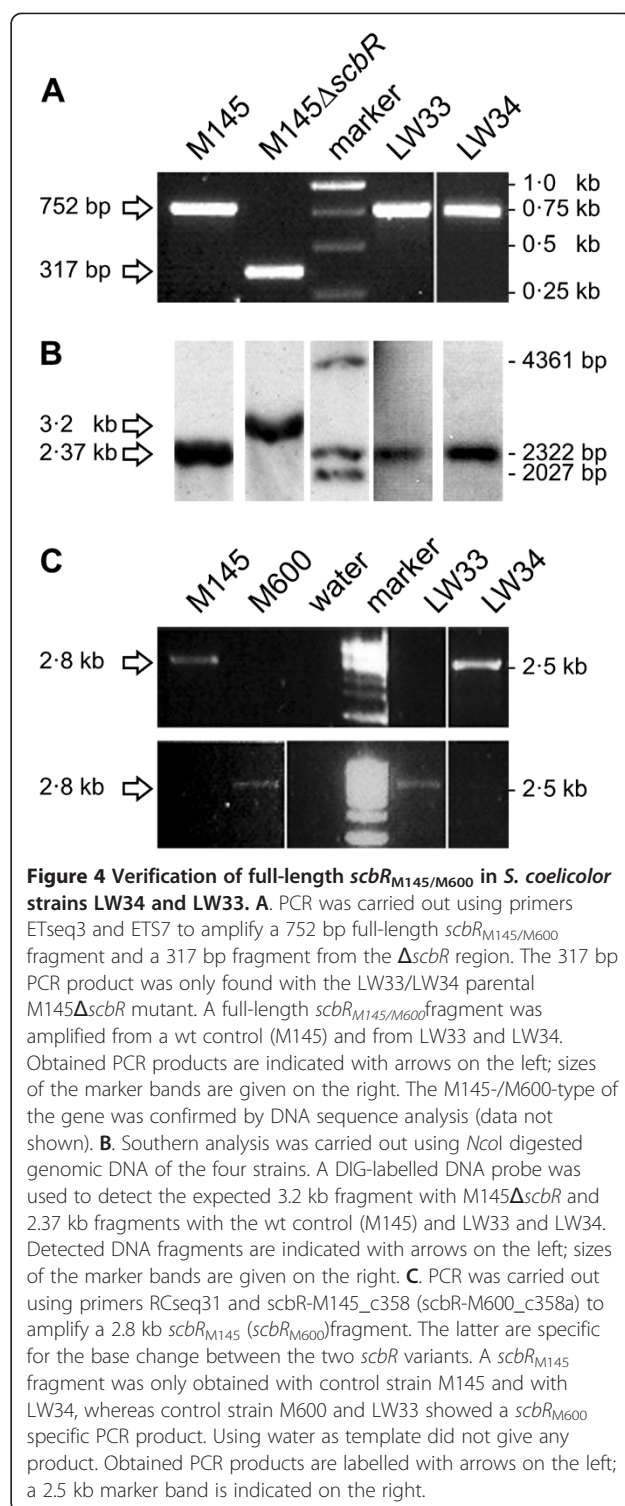 A
M145
M145ΔscbR
marker
LW33
LW34
752 bp
317 bp
- 1·0 kb
- 0·75 kb
- 0·5 kb
- 0·25 kb
B
3·2 kb
2·37 kb
- 4361 bp
- 2322 bp
- 2027 bp
C
M145
M600
water
marker
LW33
LW34
2·8 kb
- 2·5 kb
2·8 kb
- 2·5 kb
Figure 4 Verification of full-length scbRM145/M600 in S. coelicolor
strains LW34 and LW33. A. PCR was carried out using primers
ETseq3 and ETS7 to amplify a 752 bp full-length scbRM145/M600
fragment and a 317 bp fragment from the ΔscbR region. The 317 bp
PCR product was only found with the LW33/LW34 parental
M145ΔscbR mutant. A full-length scbRM145/M600fragment was
amplified from a wt control (M145) and from LW33 and LW34.
Obtained PCR products are indicated with arrows on the left; sizes
of the marker bands are given on the right. The M145-/M600-type of
the gene was confirmed by DNA sequence analysis (data not
shown). B. Southern analysis was carried out using NcoI digested
genomic DNA of the four strains. A DIG-labelled DNA probe was
used to detect the expected 3.2 kb fragment with M145ΔscbR and
2.37 kb fragments with the wt control (M145) and LW33 and LW34.
Detected DNA fragments are indicated with arrows on the left; sizes
of the marker bands are given on the right. C. PCR was carried out
using primers RCseq31 and scbR-M145_c358 (scbR-M600_c358a) to
amplify a 2.8 kb scbRM145 (scbRM600)fragment. The latter are specific
for the base change between the two scbR variants. A scbRM145
fragment was only obtained with control strain M145 and with
LW34, whereas control strain M600 and LW33 showed a scbRM600
specific PCR product. Using water as template did not give any
product. Obtained PCR products are labelled with arrows on the left;
a 2.5 kb marker band is indicated on the right.